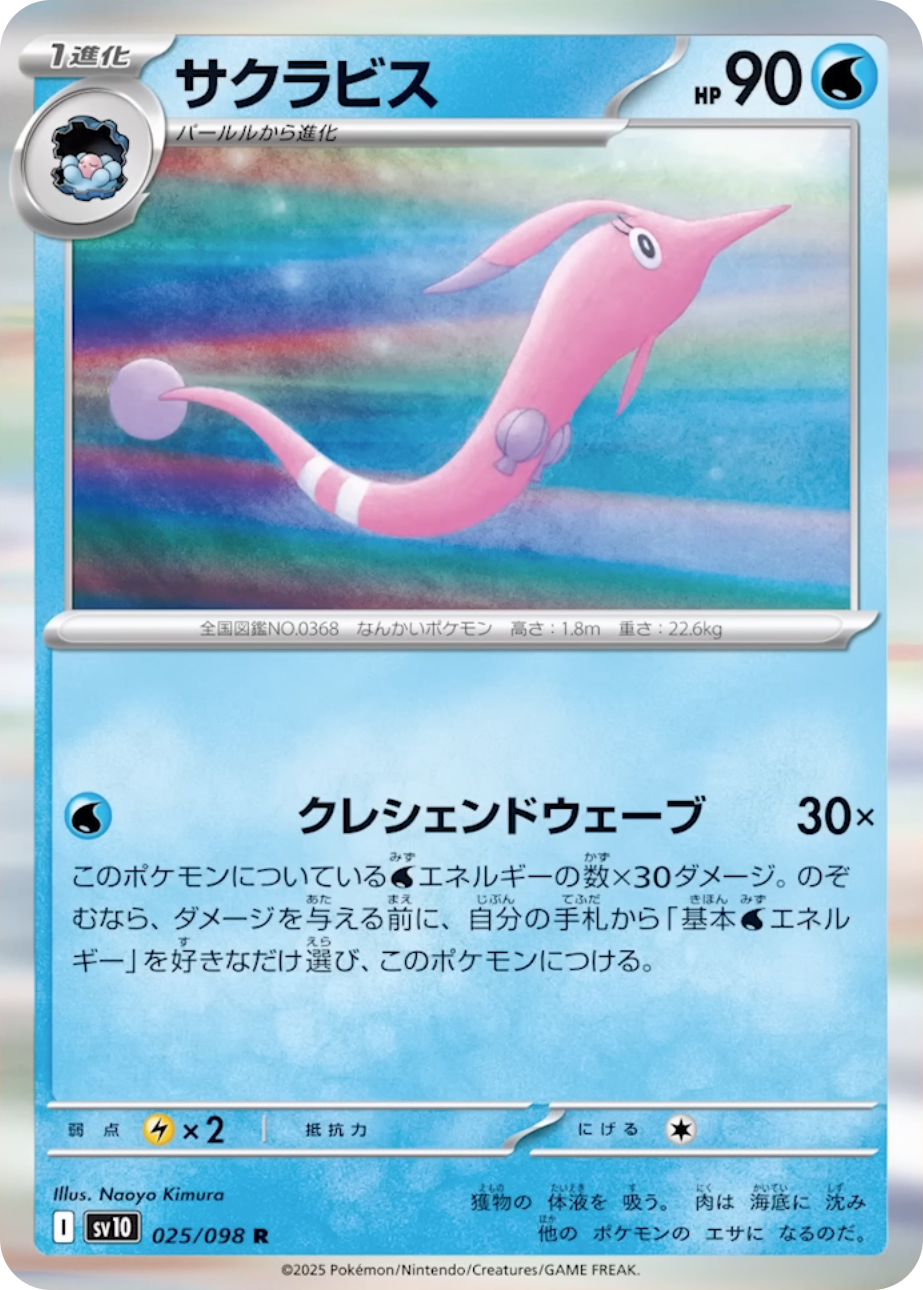 1進化
サクラビス
HP 90
パールルから進化
全国図鑑NO.0368 なんかいポケモン 高さ：1.8m 重さ：22.6kg
クレシェンドウェーブ 30×
このポケモンについているエネルギーの数×30ダメージ。のぞ
むなら、ダメージを与える前に、自分の手札から「基本エネル
ギー」を好きなだけ選び、このポケモンにつける。
弱点 ×2 抵抗力 にげる
Illus. Naoyo Kimura
獲物の 体液を 吸う。 肉は 海底に 沈み
他の ポケモンの エサに なるのだ。
I sv10 025/098 R
©2025 Pokémon/Nintendo/Creatures/GAME FREAK.